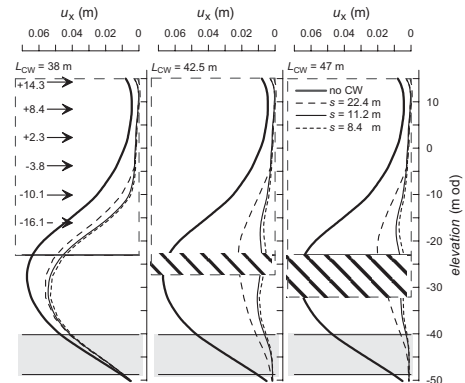 uₓ (m) uₓ (m) uₓ (m)
0.06 0.04 0.02 0 0.06 0.04 0.02 0 0.06 0.04 0.02 0
L_CW = 38 m L_CW = 42.5 m L_CW = 47 m
+14.3
+8.4
+2.3
-3.8
-10.1
-16.1
no CW
s = 22.4 m
s = 11.2 m
s = 8.4 m
10
0
-10
-20
-30
-40
-50
elevation (m od)